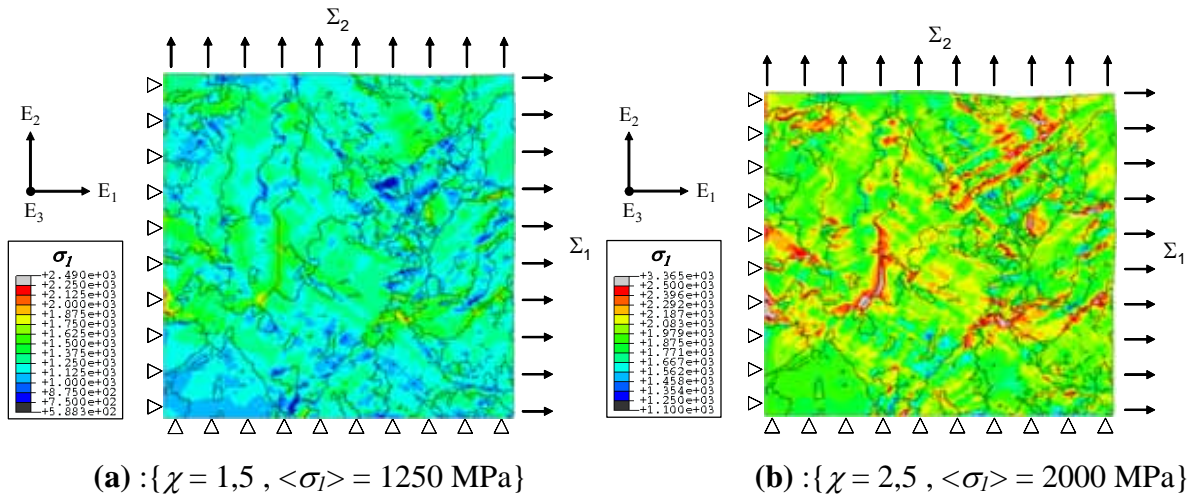 Σ2
Σ2
E2
E1
E3
E2
E1
E3
Σ1
Σ1
σ1
+2.490e+03
+2.250e+03
+2.125e+03
+2.000e+03
+1.875e+03
+1.750e+03
+1.625e+03
+1.500e+03
+1.375e+03
+1.250e+03
+1.125e+03
+1.000e+03
+8.750e+02
+7.500e+02
+5.883e+02
σ1
+3.365e+03
+2.500e+03
+2.396e+03
+2.292e+03
+2.187e+03
+2.083e+03
+1.979e+03
+1.875e+03
+1.771e+03
+1.667e+03
+1.562e+03
+1.458e+03
+1.354e+03
+1.250e+03
+1.100e+03
(a) :{χ = 1,5 , <σ1> = 1250 MPa}
(b) :{χ = 2,5 , <σ1> = 2000 MPa}